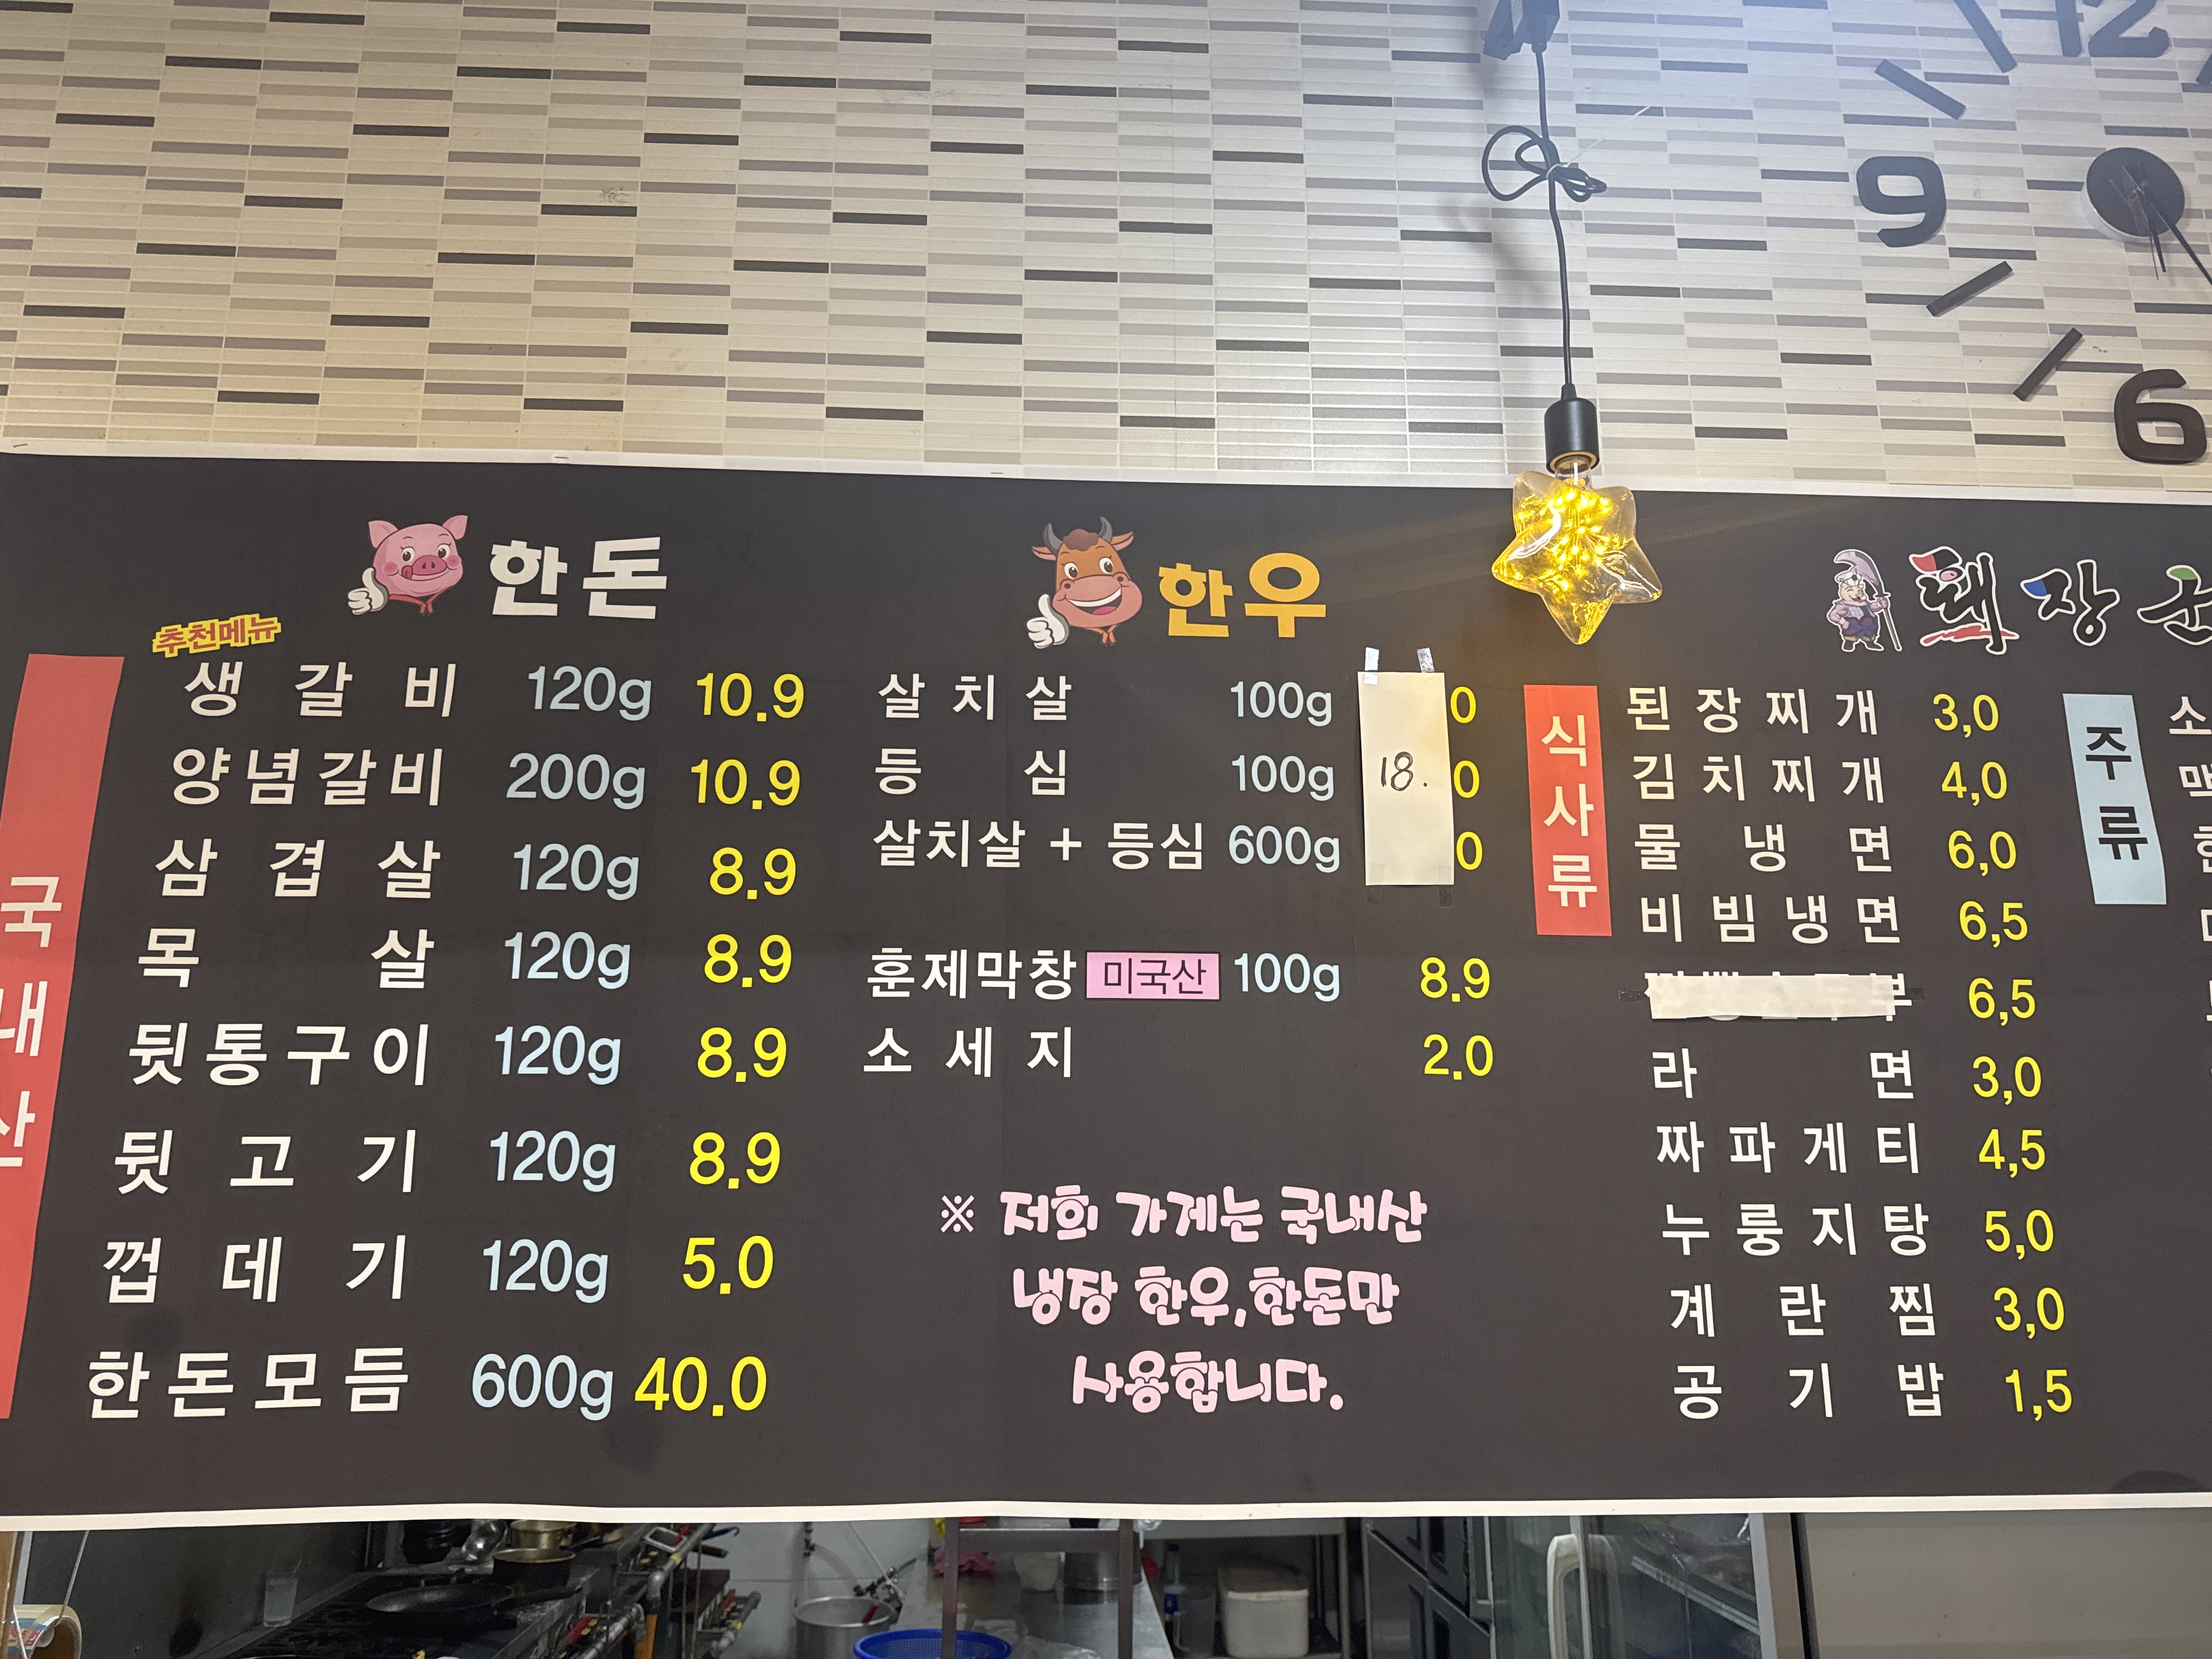 12
9
6
한돈
추천메뉴
국내산
생갈비 120g 10.9
양념갈비 200g 10.9
삼겹살 120g 8.9
목살 120g 8.9
뒷통구이 120g 8.9
뒷고기 120g 8.9
껍데기 120g 5.0
한돈모듬 600g 40.0
한우
살치살 100g 0
등심 100g 18. 0
살치살 + 등심 600g 0
훈제막창 미국산 100g 8.9
소세지 2.0
※ 저희 가게는 국내산
냉장 한우,한돈만
사용합니다.
돼장군
식사류
된장찌개 3,0
김치찌개 4,0
물냉면 6,0
비빔냉면 6,5
6,5
라면 3,0
짜파게티 4,5
누룽지탕 5,0
계란찜 3,0
공기밥 1,5
주류